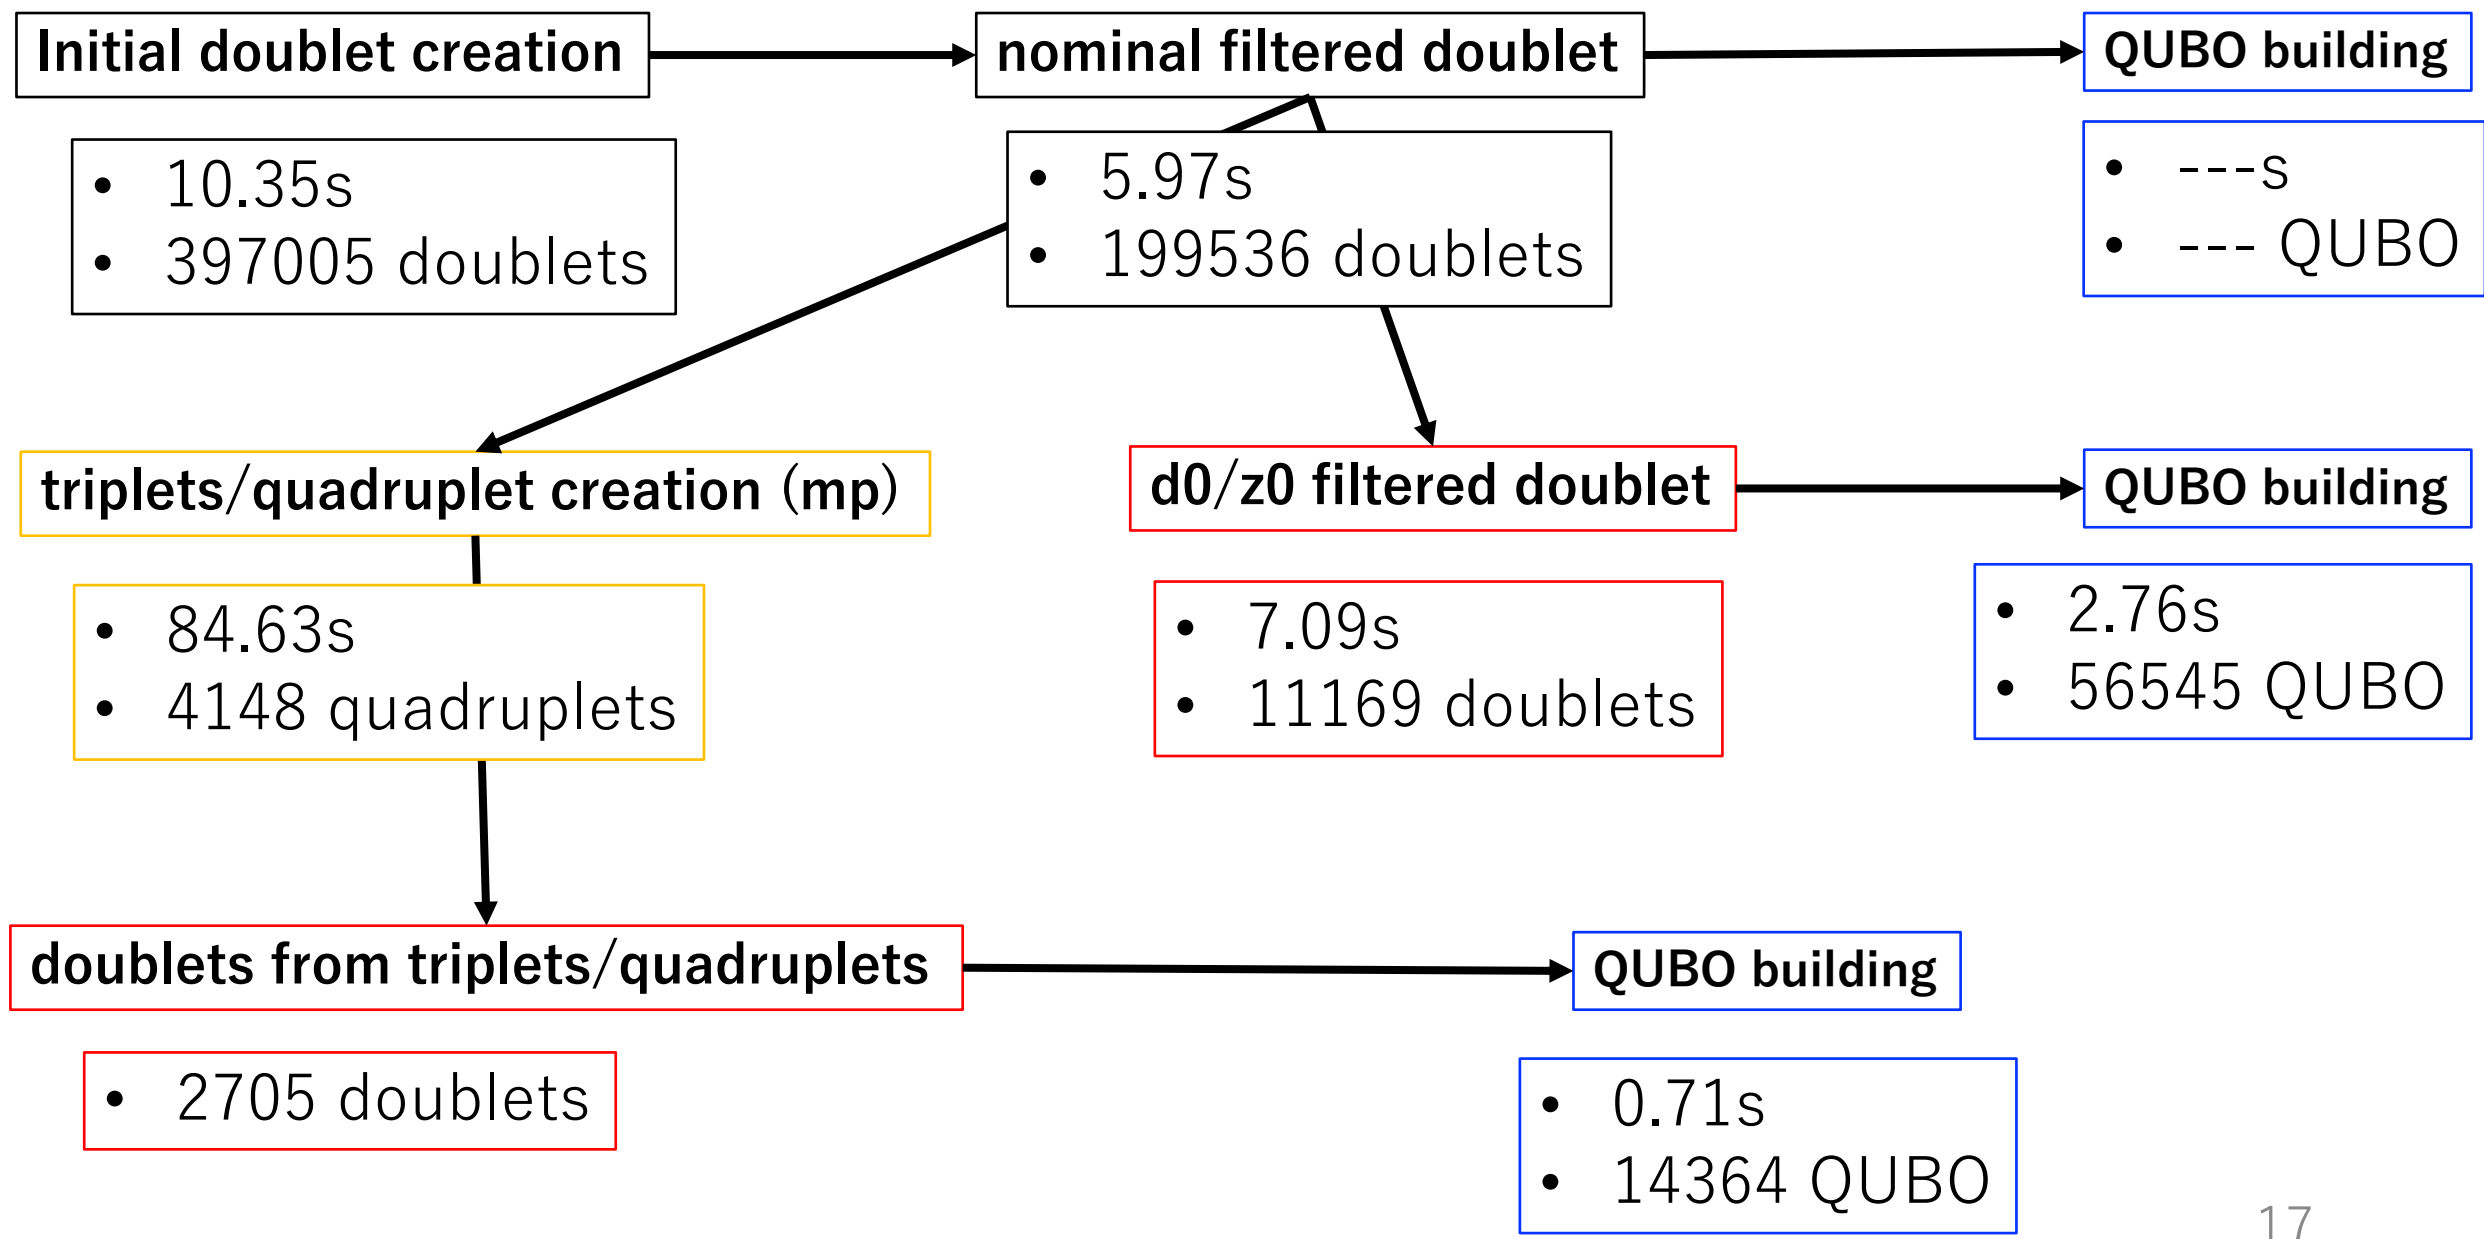 Initial doublet creation
nominal filtered doublet
QUBO building
• 10.35s
• 397005 doublets
• 5.97s
• 199536 doublets
• ---s
• --- QUBO
triplets/quadruplet creation (mp)
d0/z0 filtered doublet
QUBO building
• 84.63s
• 4148 quadruplets
• 7.09s
• 11169 doublets
• 2.76s
• 56545 QUBO
doublets from triplets/quadruplets
QUBO building
• 2705 doublets
• 0.71s
• 14364 QUBO
17